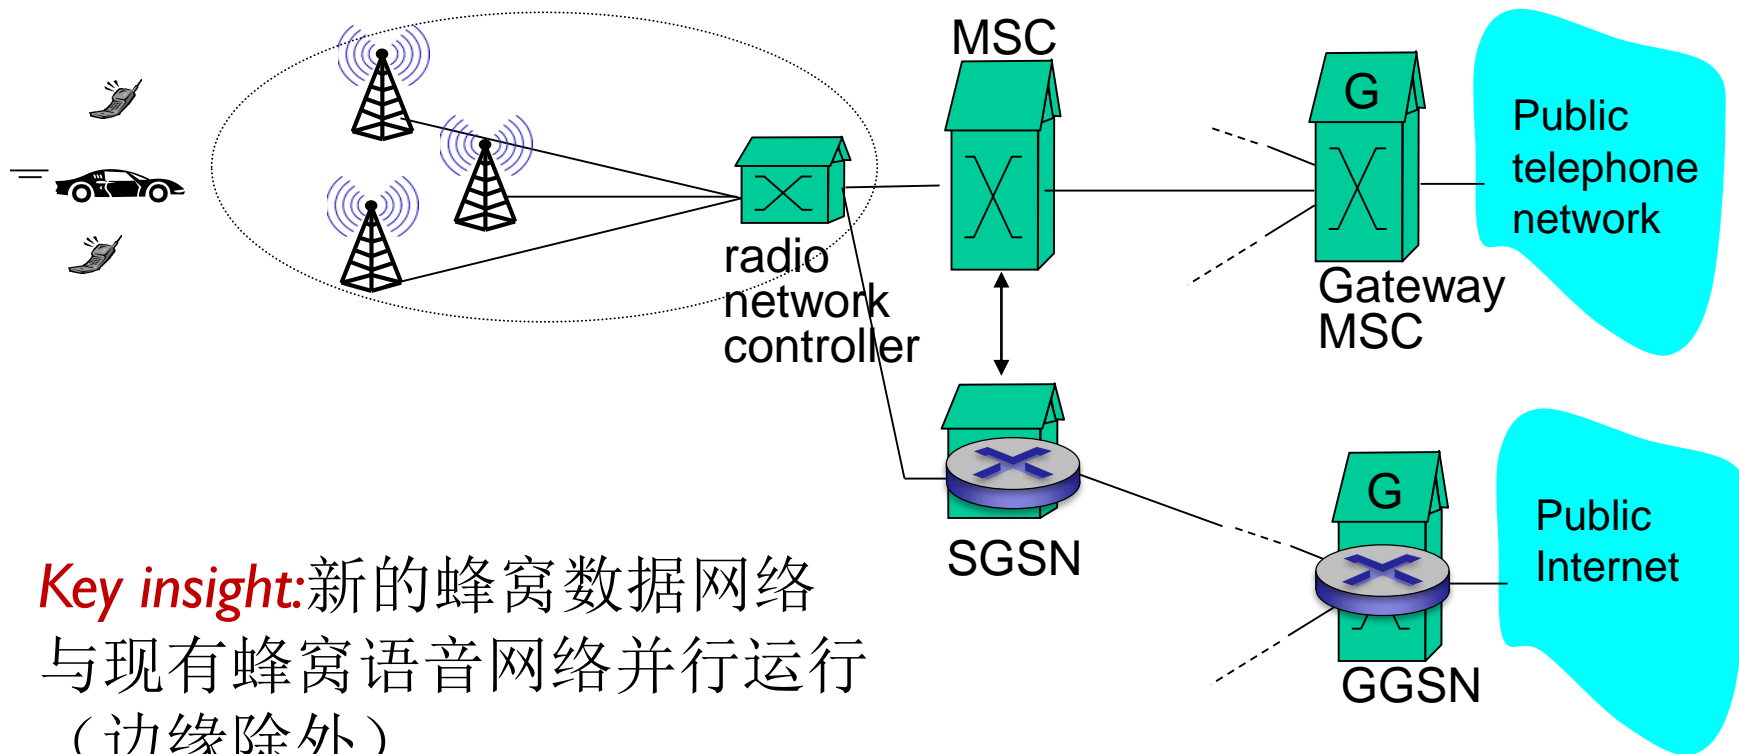 MSC
G
Public
telephone
network
radio
network
controller
Gateway
MSC
SGSN
G
Public
Internet
GGSN
Key insight:新的蜂窝数据网络
与现有蜂窝语音网络并行运行
（边缘除外）